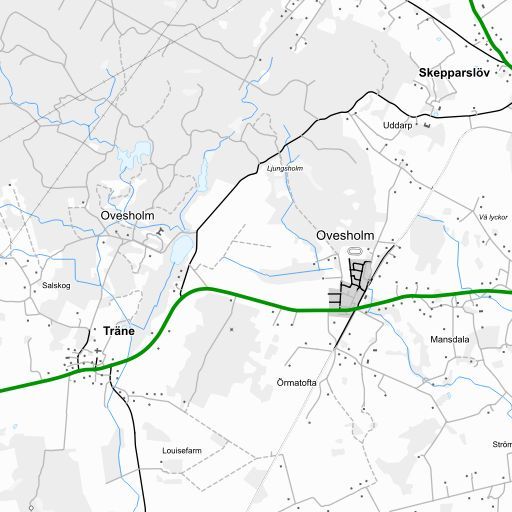 Skepparslöv
Uddarp
Ljungsholm
Ovesholm
Vä lyckor
Ovesholm
Salskog
Träne
Mansdala
Örmatofta
Louisefarm
Ström